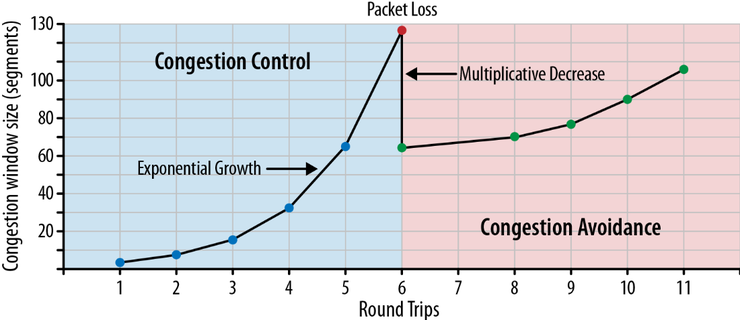 Packet Loss
130
100
80
60
40
20
Congestion window size (segments)
Congestion Control
Multiplicative Decrease
Exponential Growth
Congestion Avoidance
1 2 3 4 5 6 7 8 9 10 11
Round Trips